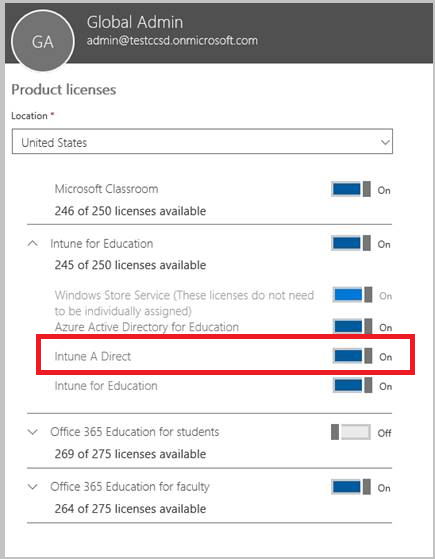 GA
Global Admin
admin@testccsd.onmicrosoft.com
Product licenses
Location *
United States
Microsoft Classroom On
246 of 250 licenses available
Intune for Education On
245 of 250 licenses available
Windows Store Service (These licenses do not need On
to be individually assigned)
Azure Active Directory for Education On
Intune A Direct On
Intune for Education On
Office 365 Education for students Off
269 of 275 licenses available
Office 365 Education for faculty On
264 of 275 licenses available